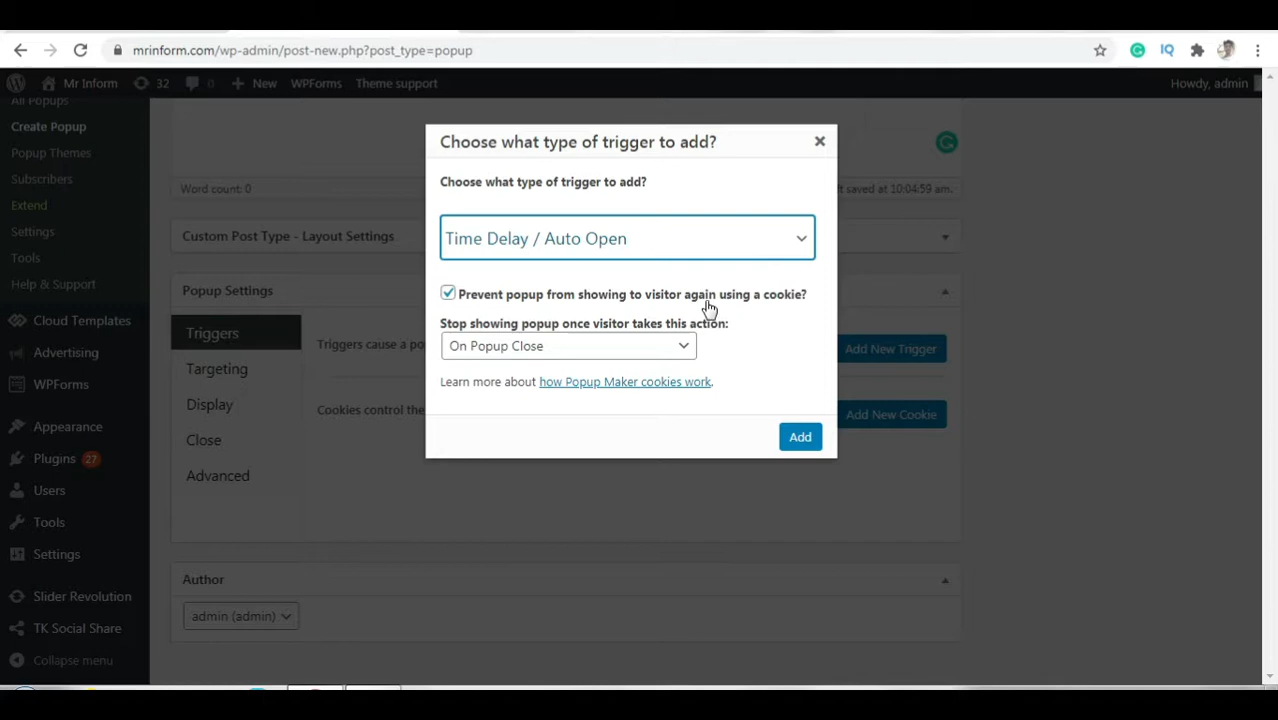 mrinform.com/wp-admin/post-new.php?post_type=popup
IQ
Mr Inform 32 0 New WPForms Theme support Howdy, admin
All Popups
Create Popup
Popup Themes
Subscribers
Extend
Settings
Tools
Help & Support
Cloud Templates
Advertising
WPForms
Appearance
Plugins 27
Users
Tools
Settings
Slider Revolution
TK Social Share
Collapse menu
Word count: 0
ft saved at 10:04:59 am.
Custom Post Type - Layout Settings
Popup Settings
Triggers
Targeting
Display
Close
Advanced
Triggers cause a po
Add New Trigger
Cookies control the
Add New Cookie
Author
admin (admin)
Choose what type of trigger to add?
Choose what type of trigger to add?
Time Delay / Auto Open
Prevent popup from showing to visitor again using a cookie?
Stop showing popup once visitor takes this action:
On Popup Close
Learn more about how Popup Maker cookies work.
Add